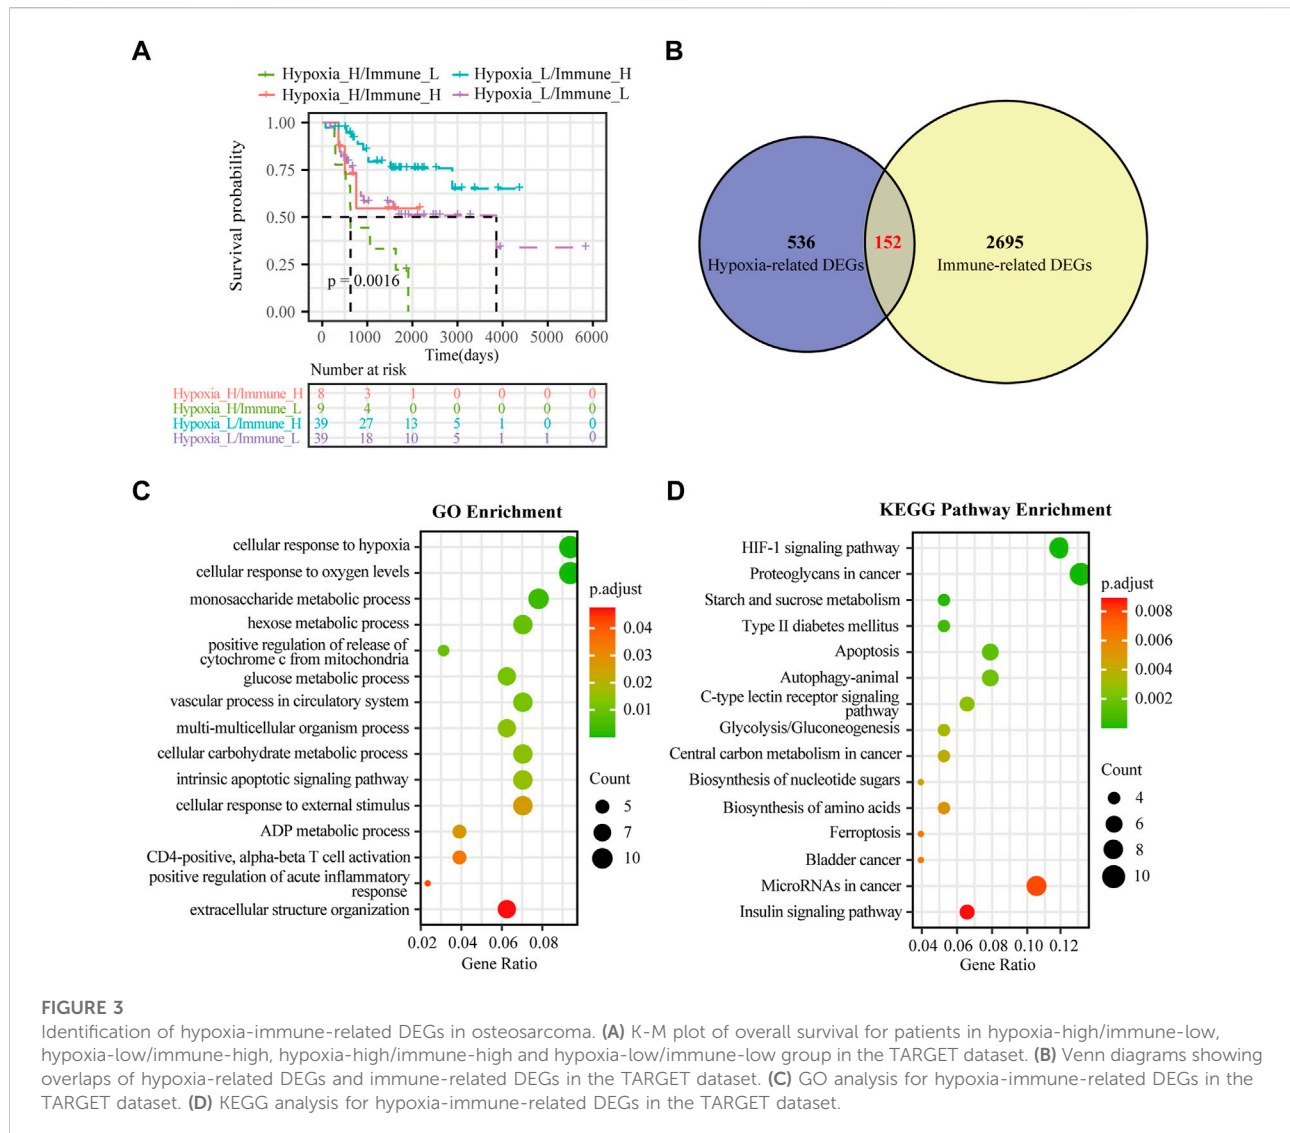 A
Hypoxia_H/Immune_L
Hypoxia_L/Immune_H
Hypoxia_H/Immune_H
Hypoxia_L/Immune_L
Survival probability
1.00
0.75
0.50
0.25
0.00
p = 0.0016
0 1000 2000 3000 4000 5000 6000
Time(days)
Number at risk
Hypoxia_H/Immune_H 8 3 1 0 0 0 0
Hypoxia_H/Immune_L 9 4 0 0 0 0 0
Hypoxia_L/Immune_H 39 27 13 5 1 0 0
Hypoxia_L/Immune_L 39 18 10 5 1 1 0
B
536
Hypoxia-related DEGs
152
2695
Immune-related DEGs
C
GO Enrichment
cellular response to hypoxia
cellular response to oxygen levels
monosaccharide metabolic process
hexose metabolic process
positive regulation of release of
cytochrome c from mitochondria
glucose metabolic process
vascular process in circulatory system
multi-multicellular organism process
cellular carbohydrate metabolic process
intrinsic apoptotic signaling pathway
cellular response to external stimulus
ADP metabolic process
CD4-positive, alpha-beta T cell activation
positive regulation of acute inflammatory
response
extracellular structure organization
0.02 0.04 0.06 0.08
Gene Ratio
p.adjust
0.04
0.03
0.02
0.01
Count
5
7
10
D
KEGG Pathway Enrichment
HIF-1 signaling pathway
Proteoglycans in cancer
Starch and sucrose metabolism
Type II diabetes mellitus
Apoptosis
Autophagy-animal
C-type lectin receptor signaling
pathway
Glycolysis/Gluconeogenesis
Central carbon metabolism in cancer
Biosynthesis of nucleotide sugars
Biosynthesis of amino acids
Ferroptosis
Bladder cancer
MicroRNAs in cancer
Insulin signaling pathway
0.04 0.06 0.08 0.10 0.12
Gene Ratio
p.adjust
0.008
0.006
0.004
0.002
Count
4
6
8
10
FIGURE 3
Identification of hypoxia-immune-related DEGs in osteosarcoma. (A) K-M plot of overall survival for patients in hypoxia-high/immune-low,
hypoxia-low/immune-high, hypoxia-high/immune-high and hypoxia-low/immune-low group in the TARGET dataset. (B) Venn diagrams showing
overlaps of hypoxia-related DEGs and immune-related DEGs in the TARGET dataset. (C) GO analysis for hypoxia-immune-related DEGs in the
TARGET dataset. (D) KEGG analysis for hypoxia-immune-related DEGs in the TARGET dataset.